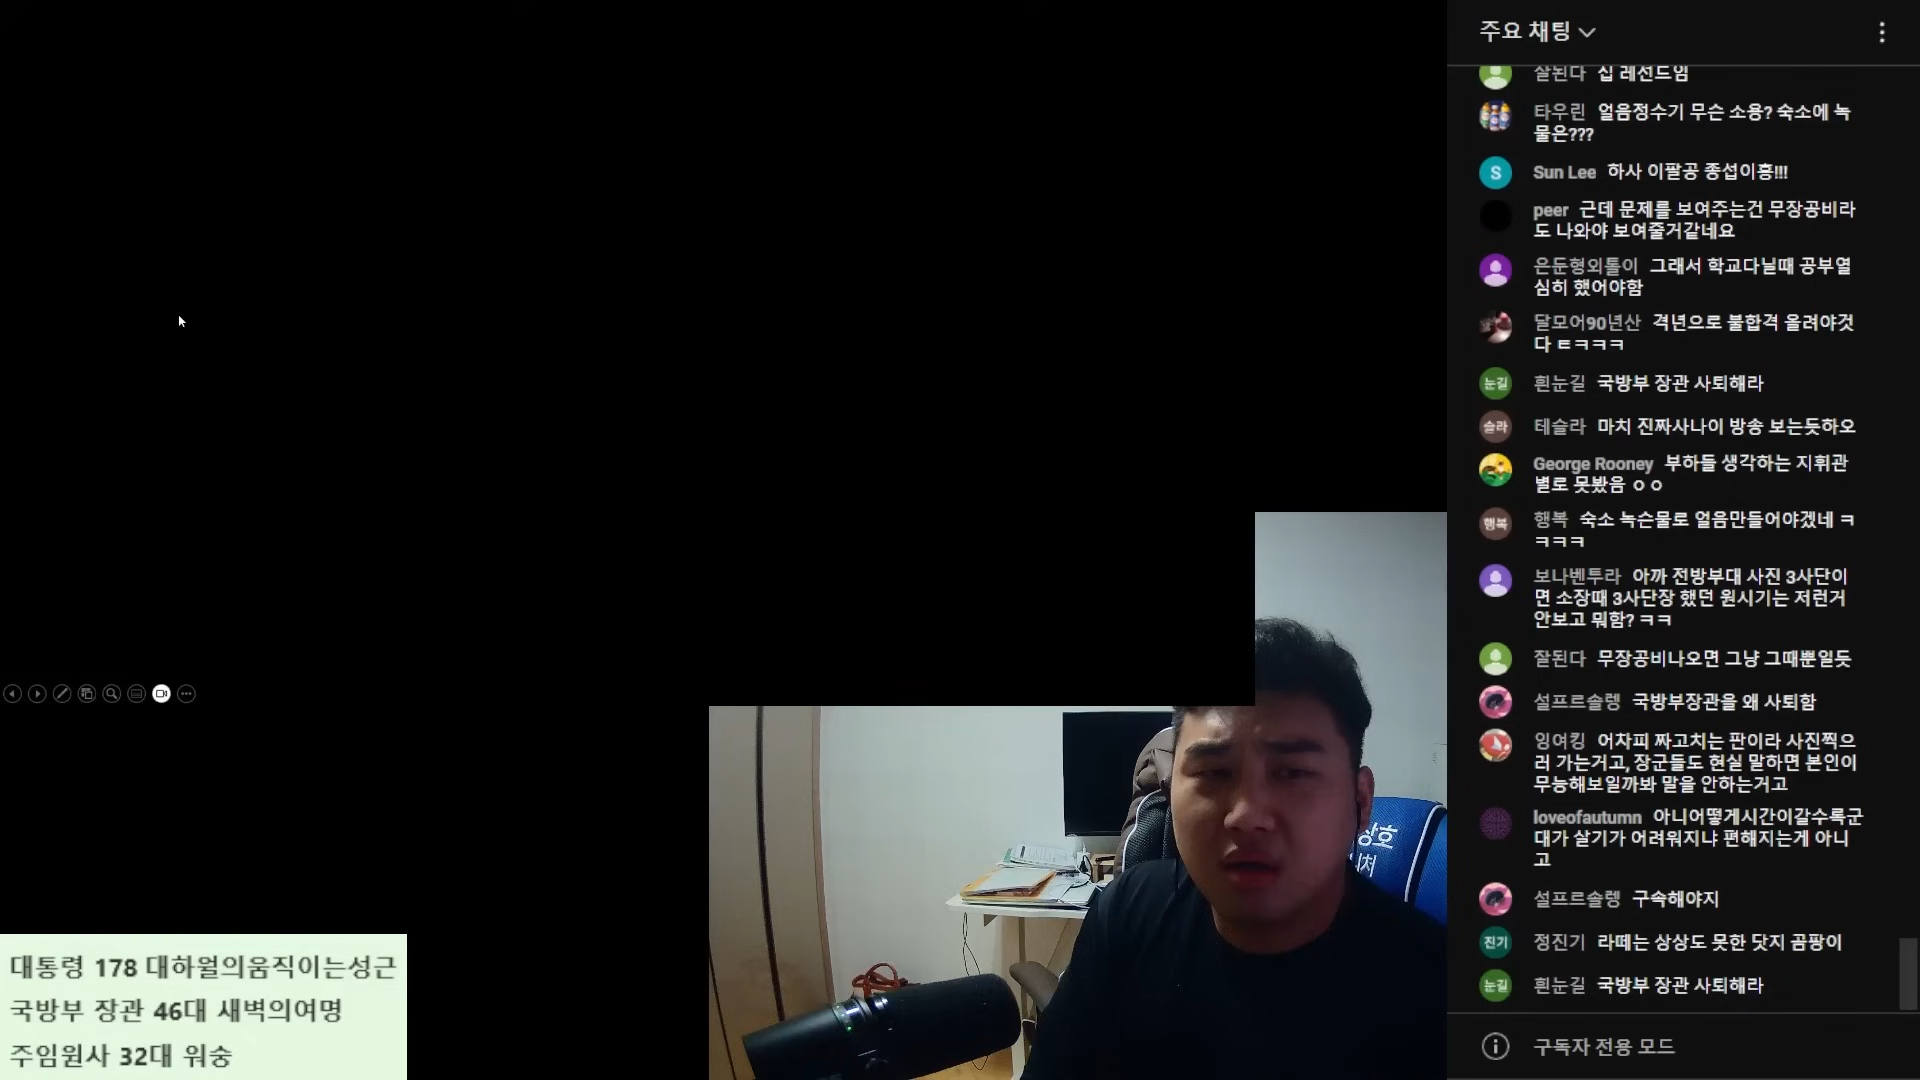 주요 채팅
잘된다 십 레전드임
타우린 얼음정수기 무슨 소용? 숙소에 녹
물은???
S
Sun Lee 하사 이팔공 종섭이흥!!!
peer 근데 문제를 보여주는건 무장공비라
도 나와야 보여줄거같네요
은둔형외톨이 그래서 학교다닐때 공부열
심히 했어야함
달모어90년산 격년으로 불합격 올려야것
다 ㅌㅋㅋㅋ
눈길
흰눈길 국방부 장관 사퇴해라
슬라
테슬라 마치 진짜사나이 방송 보는듯하오
George Rooney 부하들 생각하는 지휘관
별로 못봤음 ㅇㅇ
행복
행복 숙소 녹슨물로 얼음만들어야겠네 ㅋ
ㅋㅋㅋ
보나벤투라 아까 전방부대 사진 3사단이
면 소장때 3사단장 했던 원시기는 저런거
안보고 뭐함? ㅋㅋ
잘된다 무장공비나오면 그냥 그때뿐일듯
설프르솔렝 국방부장관을 왜 사퇴함
잉여킹 어차피 짜고치는 판이라 사진찍으
러 가는거고, 장군들도 현실 말하면 본인이
무능해보일까봐 말을 안하는거고
loveofautumn 아니어떻게시간이갈수록군
대가 살기가 어려워지냐 편해지는게 아니
고
설프르솔렝 구속해야지
진기
정진기 라떼는 상상도 못한 닷지 곰팡이
눈길
흰눈길 국방부 장관 사퇴해라
구독자 전용 모드
대통령 178 대하월의움직이는성근
국방부 장관 46대 새벽의여명
주임원사 32대 워숭